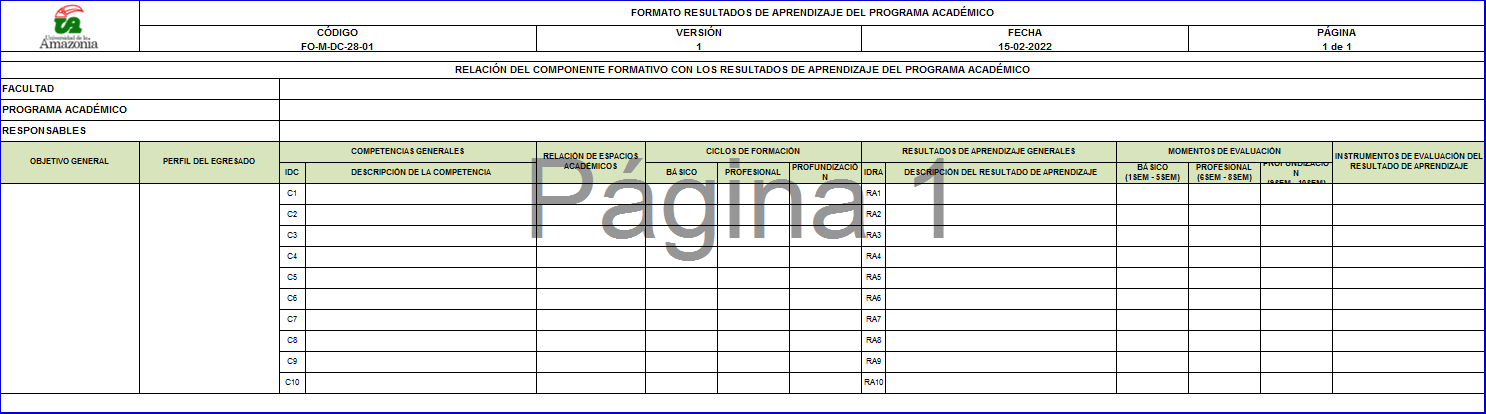 Universidad de la
Amazonia
FORMATO RESULTADOS DE APRENDIZAJE DEL PROGRAMA ACADÉMICO
CÓDIGO VERSIÓN FECHA PÁGINA
FO-M-DC-28-01 1 15-02-2022 1 de 1
RELACIÓN DEL COMPONENTE FORMATIVO CON LOS RESULTADOS DE APRENDIZAJE DEL PROGRAMA ACADÉMICO
FACULTAD
PROGRAMA ACADÉMICO
RESPONSABLES
OBJETIVO GENERAL
PERFIL DEL EGRESADO
COMPETENCIAS GENERALES
IDC
DESCRIPCIÓN DE LA COMPETENCIA
RELACIÓN DE ESPACIOS
ACADÉMICOS
CICLOS DE FORMACIÓN
BÁSICO
PROFESIONAL
PROFUNDIZACIÓ
N
RESULTADOS DE APRENDIZAJE GENERALES
IDRA
DESCRIPCIÓN DEL RESULTADO DE APRENDIZAJE
MOMENTOS DE EVALUACIÓN
BÁSICO
(1SEM - 5SEM)
PROFESIONAL
(6SEM - 8SEM)
PROFUNDIZACIÓ
N
(9SEM - 10SEM)
INSTRUMENTOS DE EVALUACIÓN DEL
RESULTADO DE APRENDIZAJE
C1 RA1
C2 RA2
C3 RA3
C4 RA4
C5 RA5
C6 RA6
C7 RA7
C8 RA8
C9 RA9
C10 RA10
Página 1